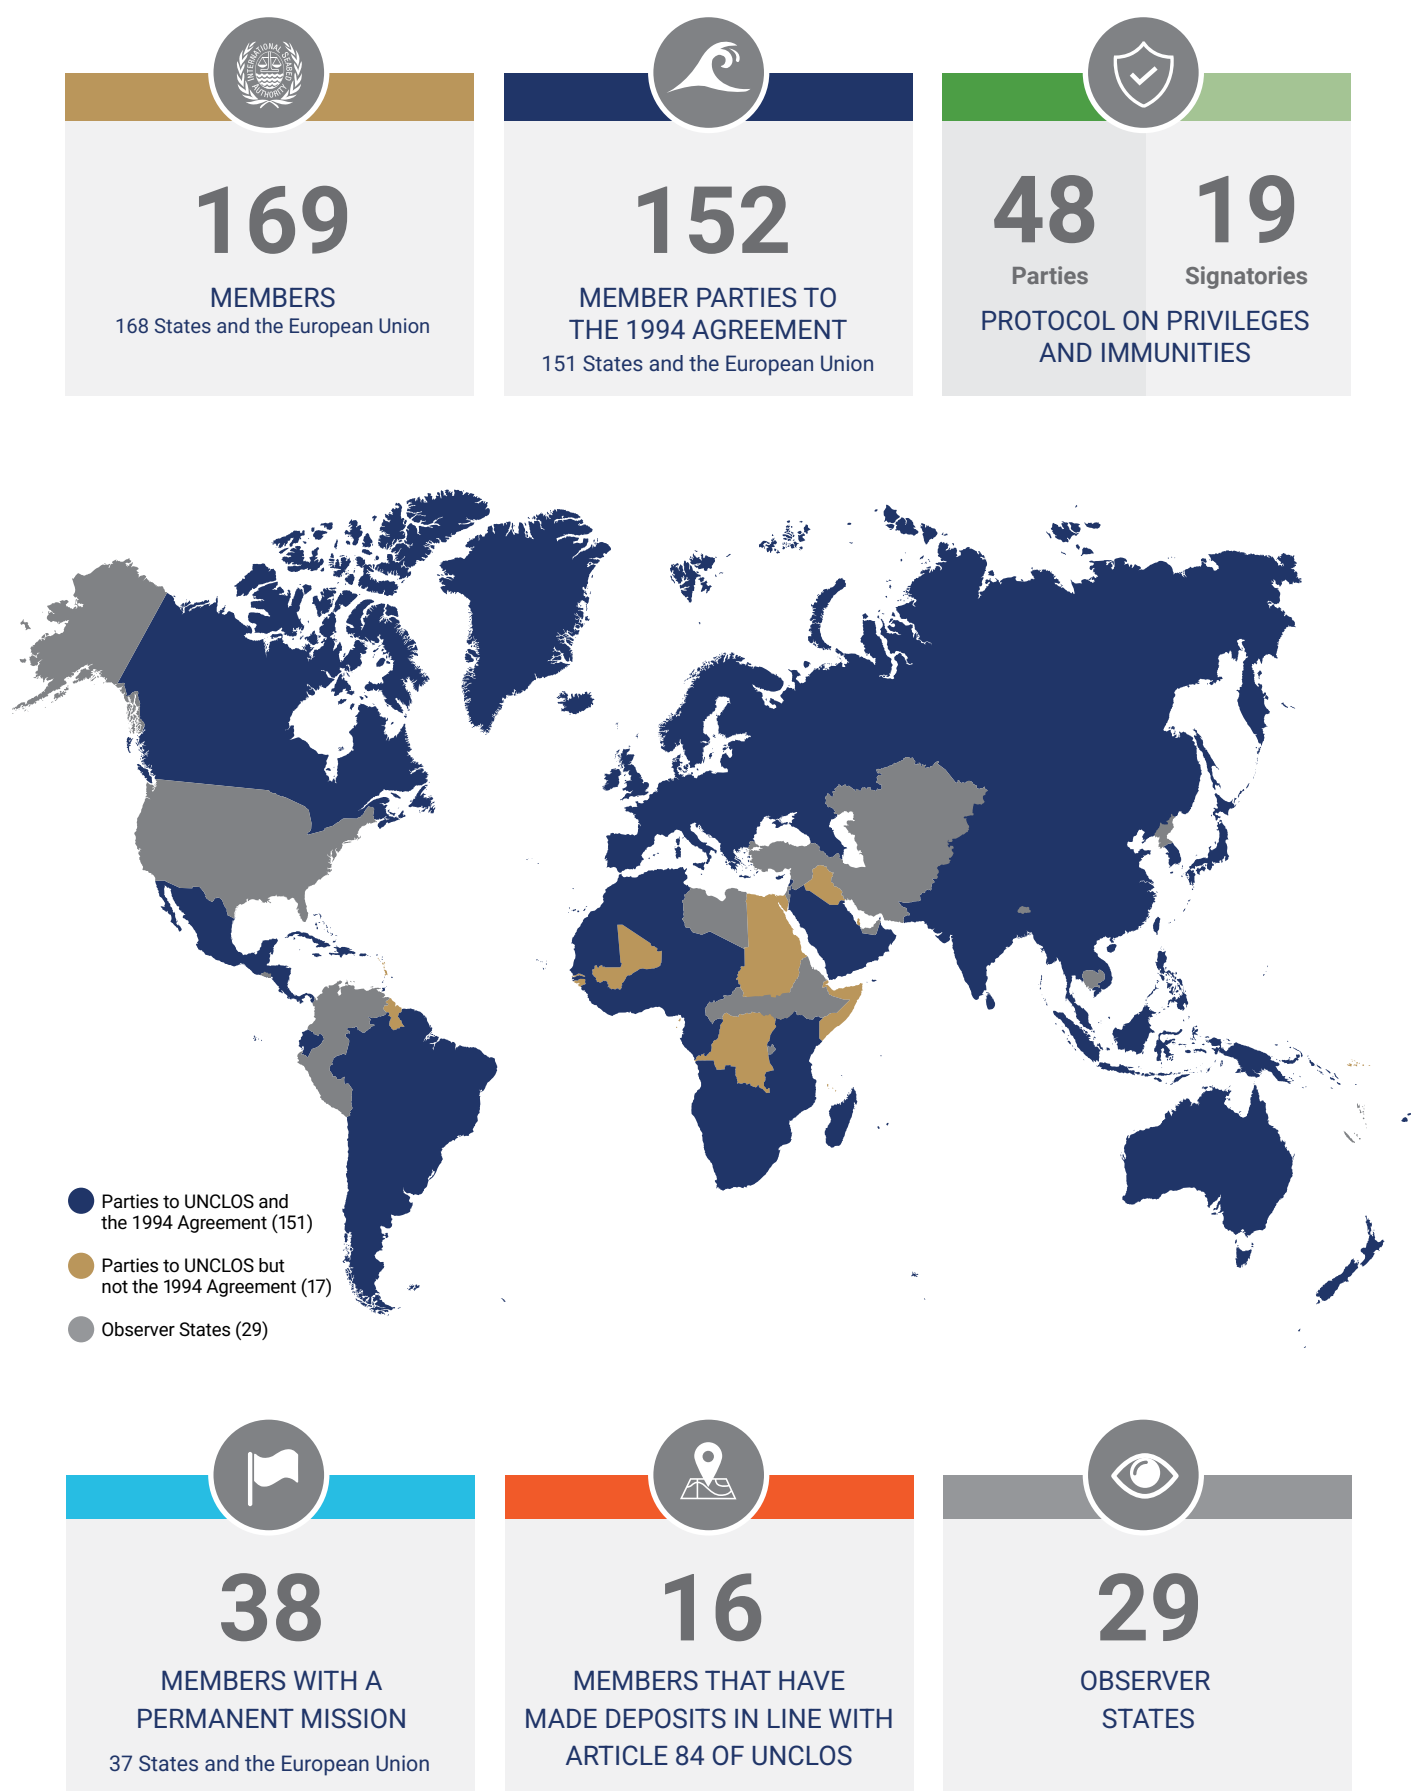 INTERNATIONAL SEABED AUTHORITY
169
MEMBERS
168 States and the European Union
152
MEMBER PARTIES TO
THE 1994 AGREEMENT
151 States and the European Union
48
Parties
19
Signatories
PROTOCOL ON PRIVILEGES
AND IMMUNITIES
Parties to UNCLOS and
the 1994 Agreement (151)
Parties to UNCLOS but
not the 1994 Agreement (17)
Observer States (29)
38
MEMBERS WITH A
PERMANENT MISSION
37 States and the European Union
16
MEMBERS THAT HAVE
MADE DEPOSITS IN LINE WITH
ARTICLE 84 OF UNCLOS
29
OBSERVER
STATES